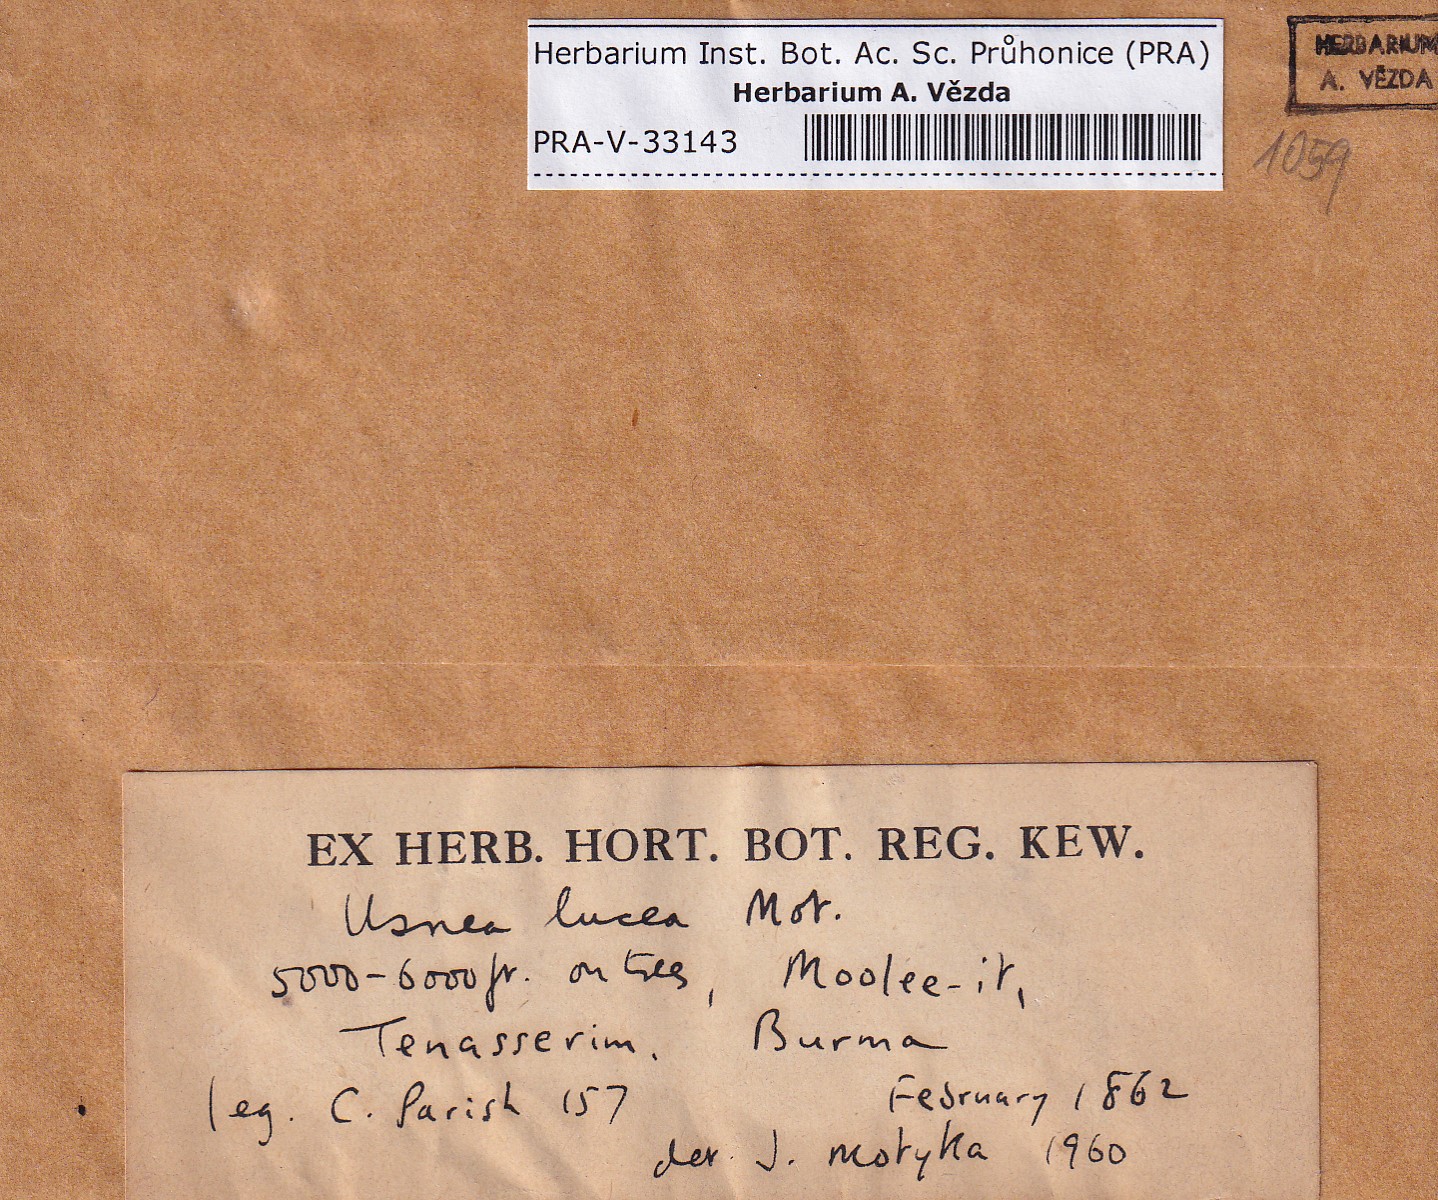 Herbarium Inst. Bot. Ac. Sc. Průhonice (PRA)
Herbarium A. Vězda
PRA-V-33143
HERBARIUM
A. VĚZDA
1059
EX HERB. HORT. BOT. REG. KEW.
Usnea lucea Mot.
5000-6000 ft. on trees, Moolee-it,
Tenasserim. Burma
leg. C. Parish 157 February 1862
det. J. Motyka 1960